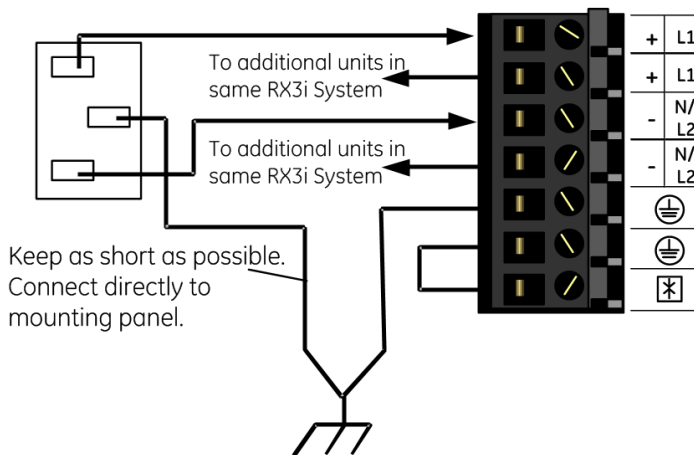 To additional units in
same RX3i System
To additional units in
same RX3i System
Keep as short as possible.
Connect directly to
mounting panel.
+ L1
+ L1
- N/
L2
- N/
L2